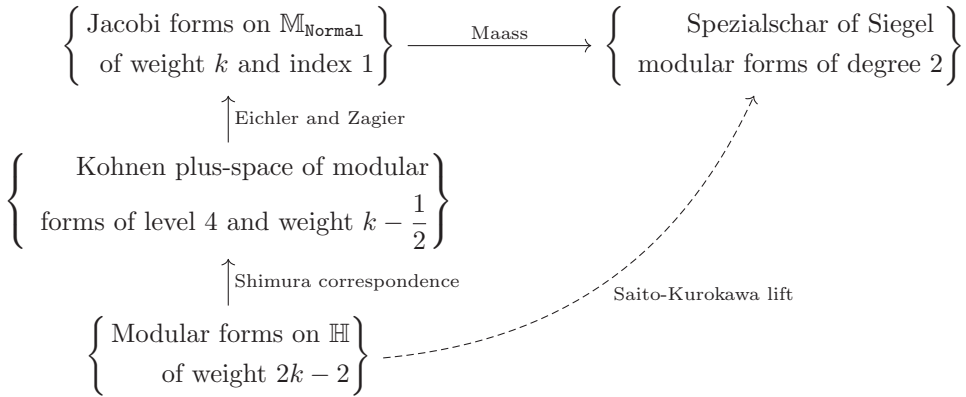 Jacobi forms on 𝕄_Normal
of weight k and index 1
Maass
Spezialschar of Siegel
modular forms of degree 2
Eichler and Zagier
Kohnen plus-space of modular
forms of level 4 and weight k − 1/2
Shimura correspondence
Saito-Kurokawa lift
Modular forms on ℍ
of weight 2k − 2